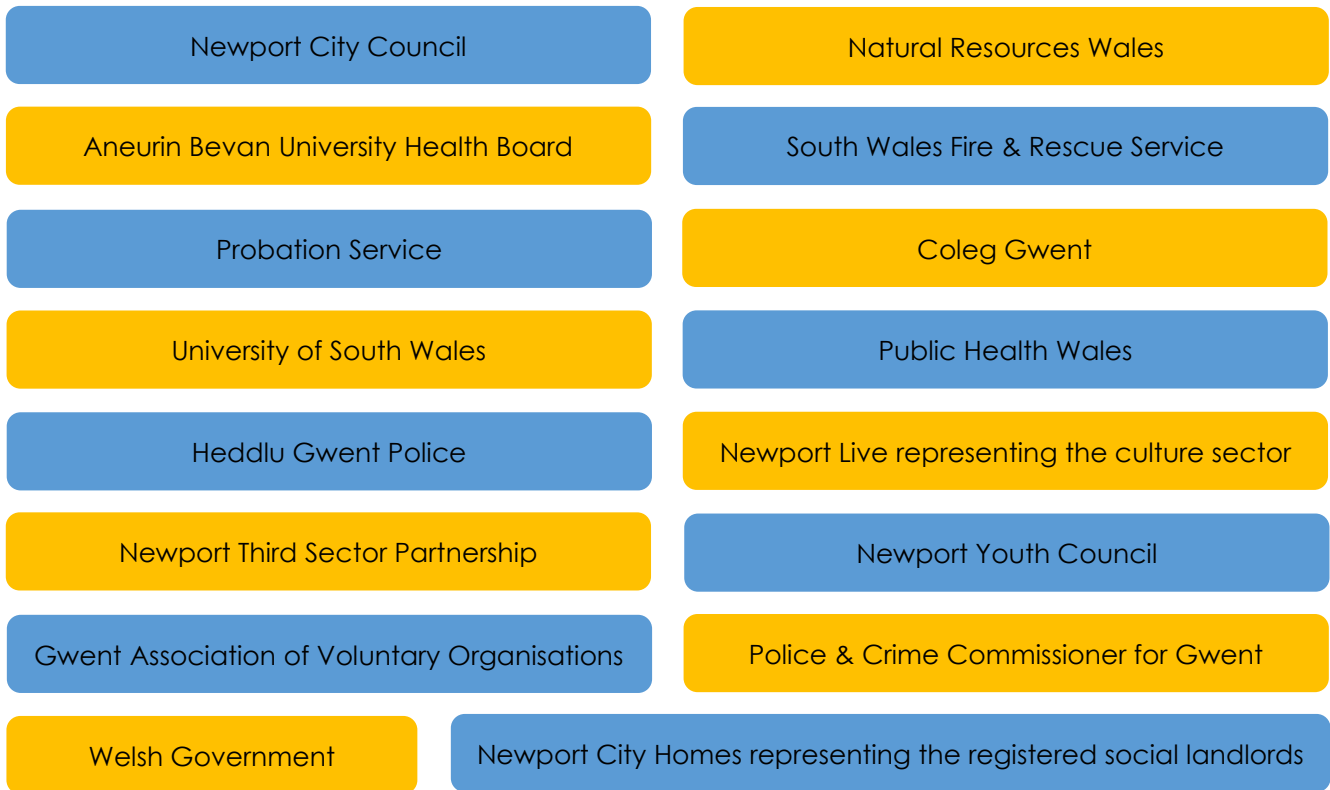 Newport City Council
Natural Resources Wales
Aneurin Bevan University Health Board
South Wales Fire & Rescue Service
Probation Service
Coleg Gwent
University of South Wales
Public Health Wales
Heddlu Gwent Police
Newport Live representing the culture sector
Newport Third Sector Partnership
Newport Youth Council
Gwent Association of Voluntary Organisations
Police & Crime Commissioner for Gwent
Welsh Government
Newport City Homes representing the registered social landlords